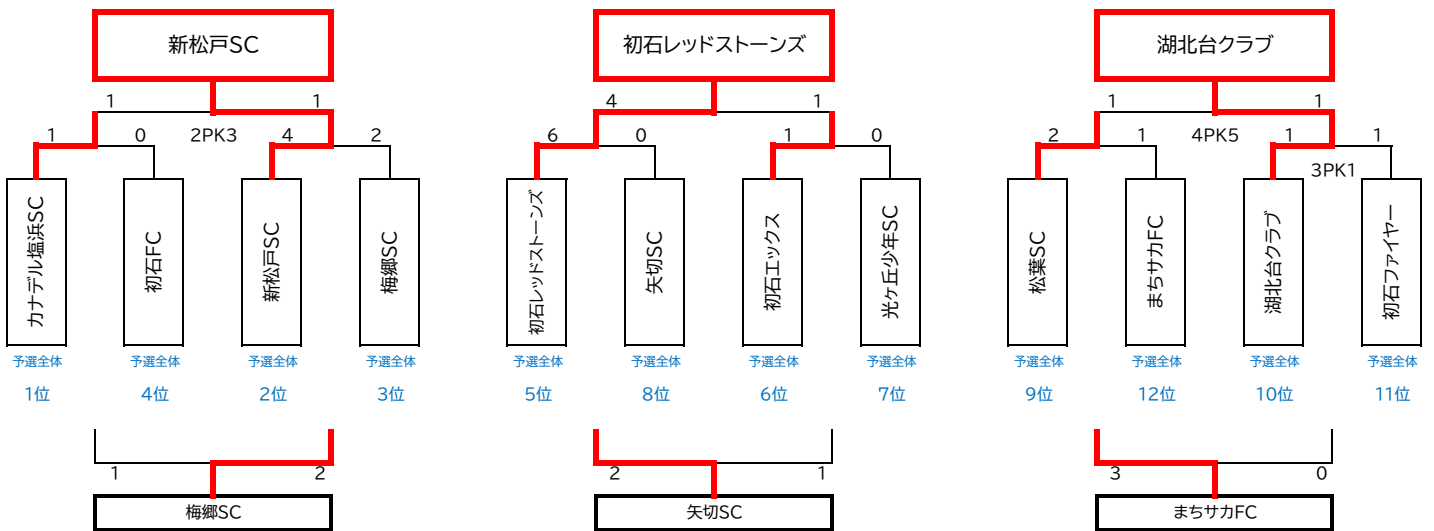 新松戸SC 初石レッドストーンズ 湖北台クラブ
1 1 4 1 1 1
1 0 2PK3 4 2 6 0 1 0 2 1 4PK5 1 1
3PK1
カナデル塩浜SC
初石FC
新松戸SC
梅郷SC
初石レッドストーンズ
矢切SC
初石エックス
光ケ丘少年SC
松葉SC
まちサカFC
湖北台クラブ
初石ファイヤー
予選全体 予選全体 予選全体 予選全体 予選全体 予選全体 予選全体 予選全体 予選全体 予選全体 予選全体 予選全体
1位 4位 2位 3位 5位 8位 6位 7位 9位 12位 10位 11位
1 2 2 1 3 0
梅郷SC 矢切SC まちサカFC